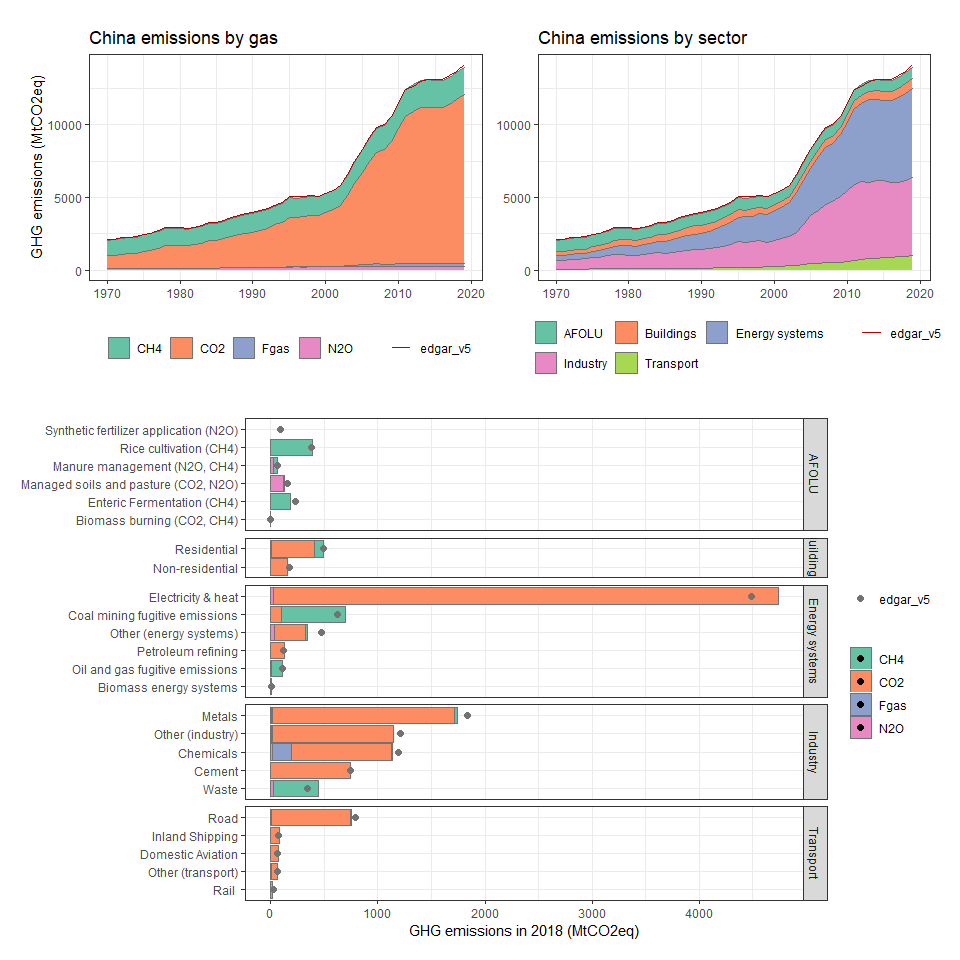 China emissions by gas
GHG emissions (MtCO2eq)
10000
5000
0
1970
1980
1990
2000
2010
2020
CH4
CO2
Fgas
N2O
edgar_v5
China emissions by sector
10000
5000
0
1970
1980
1990
2000
2010
2020
AFOLU
Buildings
Energy systems
edgar_v5
Industry
Transport
Synthetic fertilizer application (N2O)
Rice cultivation (CH4)
Manure management (N2O, CH4)
Managed soils and pasture (CO2, N2O)
Enteric Fermentation (CH4)
Biomass burning (CO2, CH4)
AFOLU
Residential
Non-residential
uilding
Electricity & heat
Coal mining fugitive emissions
Other (energy systems)
Petroleum refining
Oil and gas fugitive emissions
Biomass energy systems
Energy systems
Metals
Other (industry)
Chemicals
Cement
Waste
Industry
Road
Inland Shipping
Domestic Aviation
Other (transport)
Rail
Transport
0
1000
2000
3000
4000
GHG emissions in 2018 (MtCO2eq)
edgar_v5
CH4
CO2
Fgas
N2O